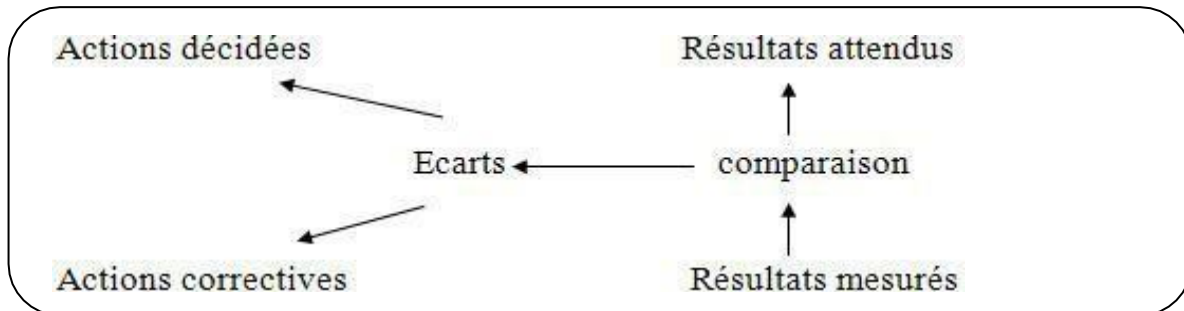 Actions décidées Résultats attendus
Ecarts comparaison
Actions correctives Résultats mesurés